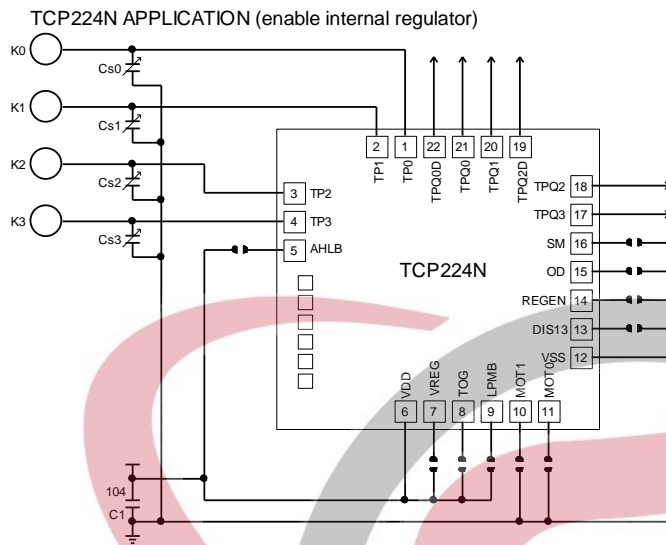 TCP224N APPLICATION (enable internal regulator)
K0
Cs0
K1
Cs1
K2
Cs2
K3
Cs3
2 1 22 21 20 19
TP1 TP0 TPQ0D TPQ0 TPQ1 TPQ2D
3 TP2
4 TP3
5 AHLB
TCP224N
TPQ2 18
TPQ3 17
SM 16
OD 15
REGEN 14
DIS13 13
VSS 12
VDD VREG TOG LPMB MOT1 MOT0
6 7 8 9 10 11
104
C1